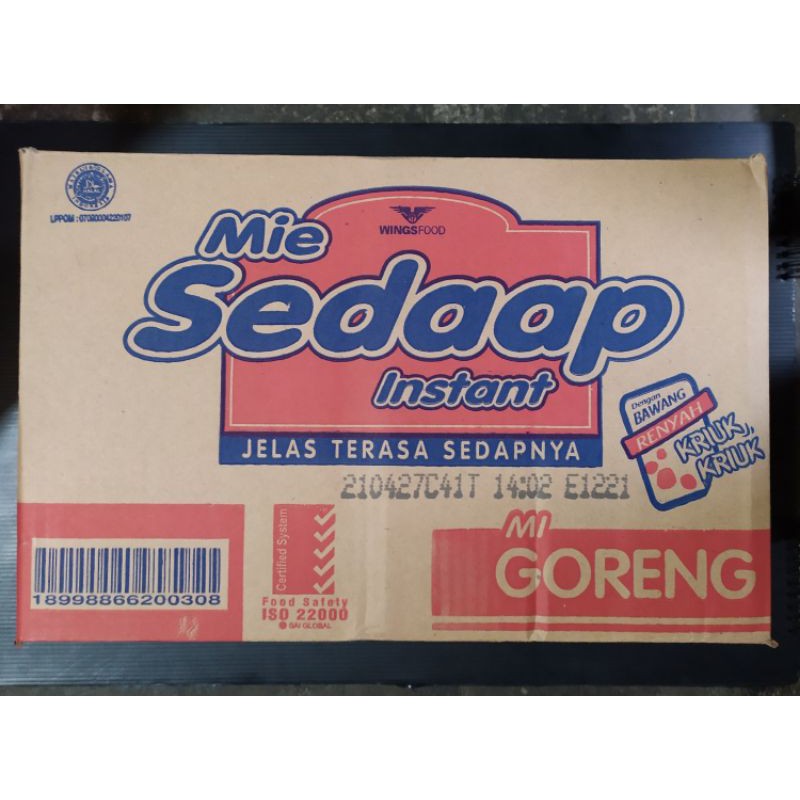 LPPOM : 07090004220107
WINGSFOOD
Mie
Sedaap
Instant
JELAS TERASA SEDAPNYA
Dengan
BAWANG
RENYAH
KRIUK,
KRIUK
210427C41T 14:02 E1221
MI
GORENG
Certified System
Food Safety
ISO 22000
SAI GLOBAL
18998866200308